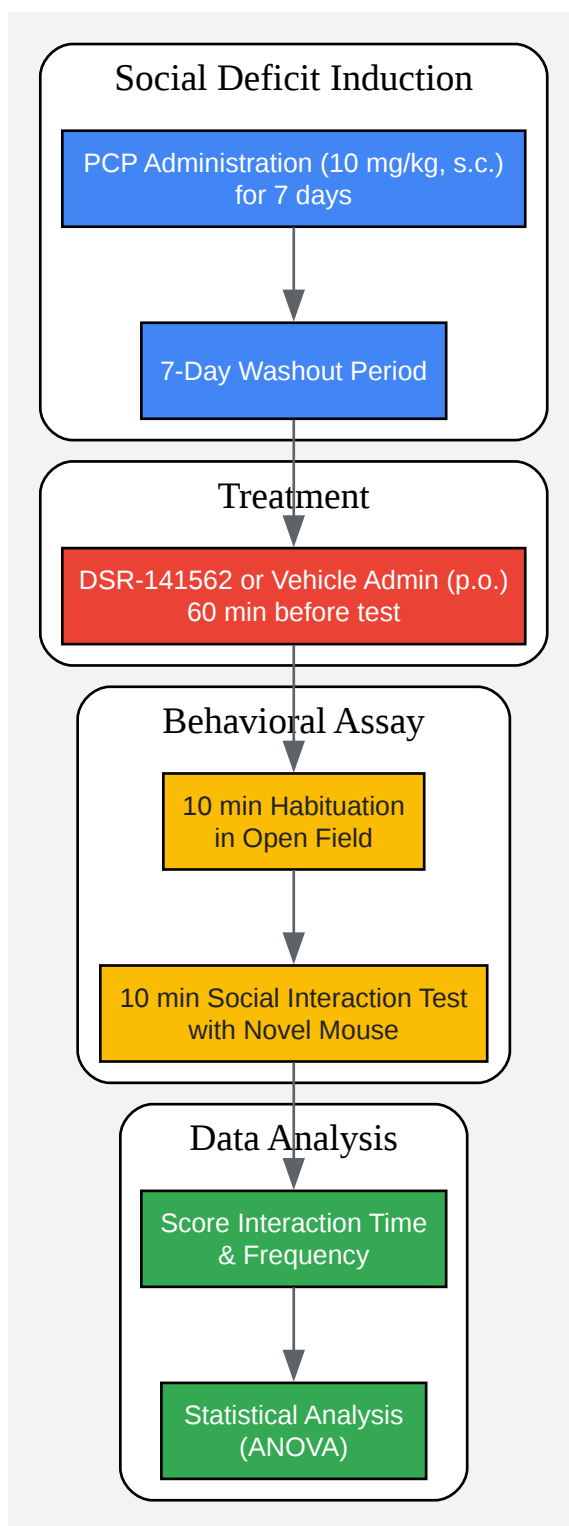 Social Deficit Induction
PCP Administration (10 mg/kg, s.c.)
for 7 days
7-Day Washout Period
Treatment
DSR-141562 or Vehicle Admin (p.o.)
60 min before test
Behavioral Assay
10 min Habituation
in Open Field
10 min Social Interaction Test
with Novel Mouse
Data Analysis
Score Interaction Time
& Frequency
Statistical Analysis
(ANOVA)